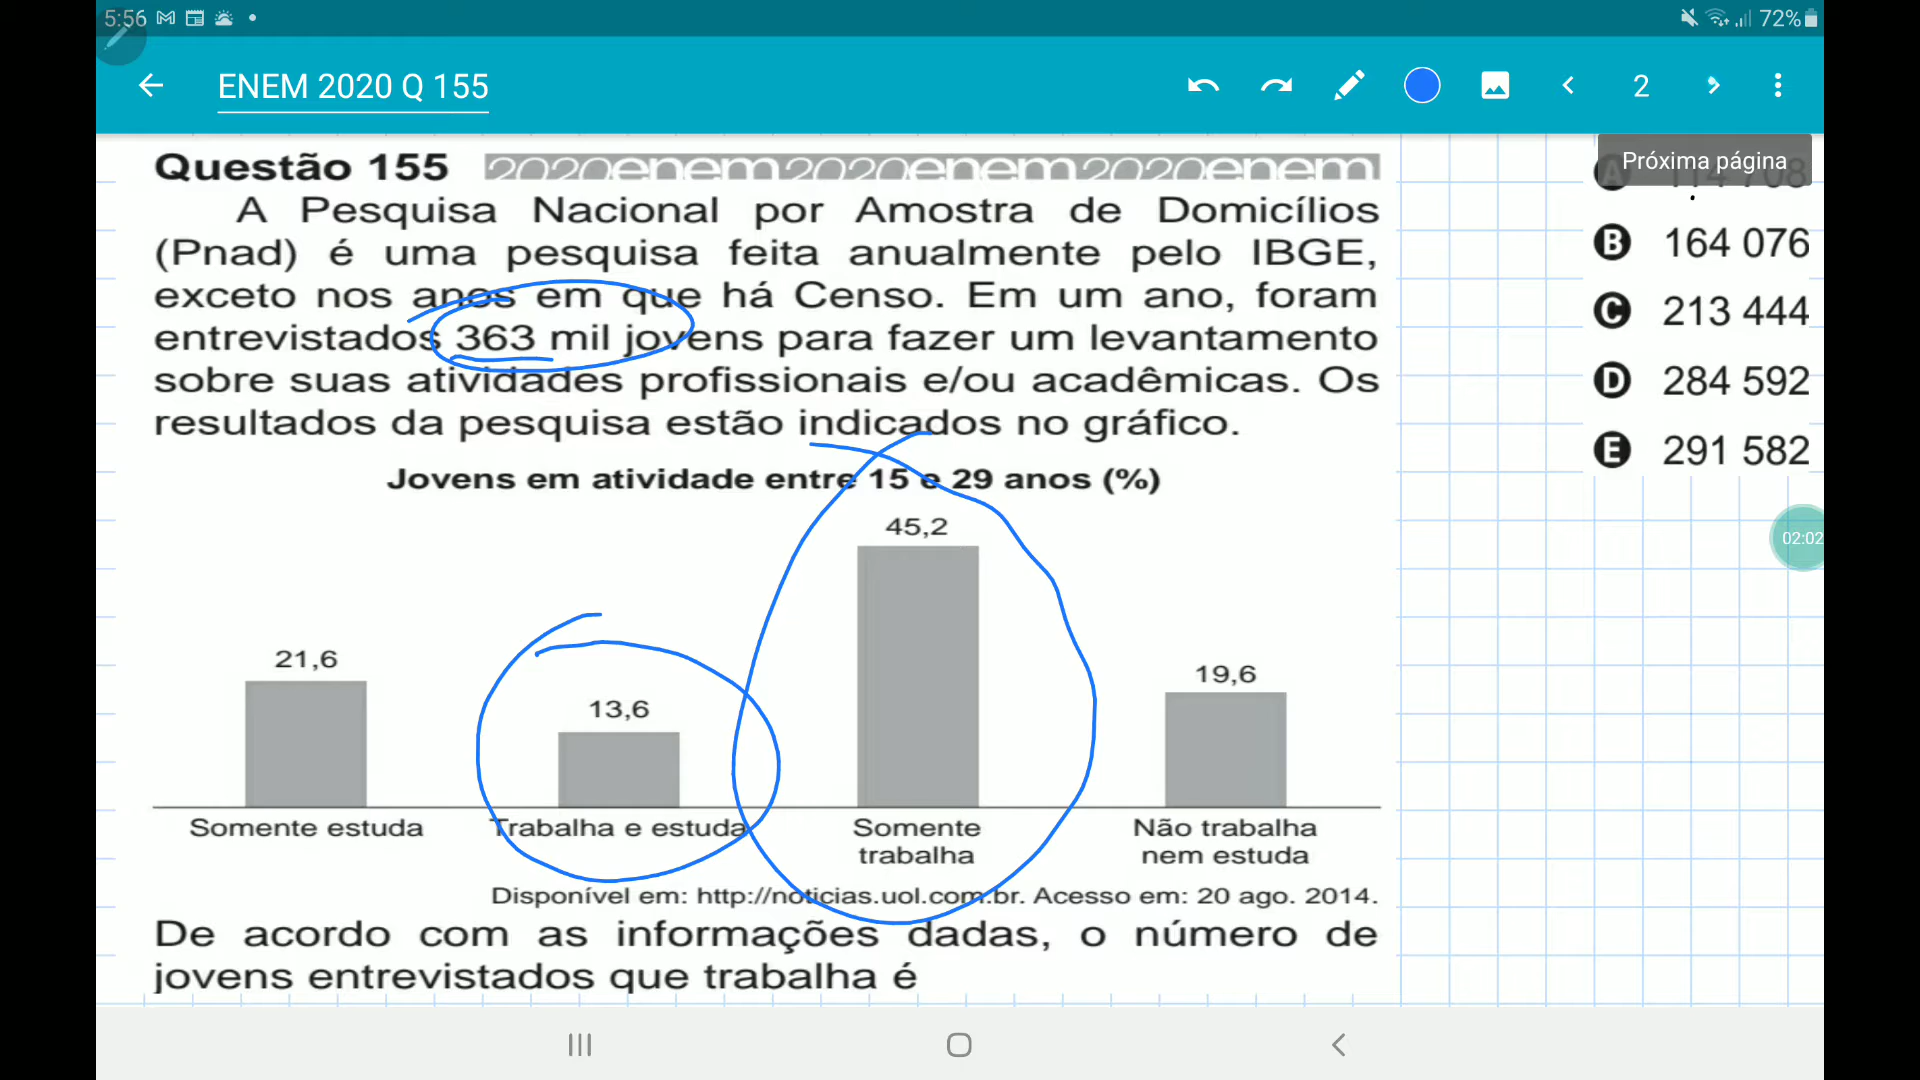 5:56
72%
ENEM 2020 Q 155
2
Próxima página
Questão 155 2020enem2020enem2020enem
A Pesquisa Nacional por Amostra de Domicílios
(Pnad) é uma pesquisa feita anualmente pelo IBGE,
exceto nos anos em que há Censo. Em um ano, foram
entrevistados 363 mil jovens para fazer um levantamento
sobre suas atividades profissionais e/ou acadêmicas. Os
resultados da pesquisa estão indicados no gráfico.
Jovens em atividade entre 15 e 29 anos (%)
21,6
13,6
45,2
19,6
Somente estuda
Trabalha e estuda
Somente
trabalha
Não trabalha
nem estuda
Disponível em: http://noticias.uol.com.br. Acesso em: 20 ago. 2014.
De acordo com as informações dadas, o número de
jovens entrevistados que trabalha é
A 114 708
B 164 076
C 213 444
D 284 592
E 291 582
02:02